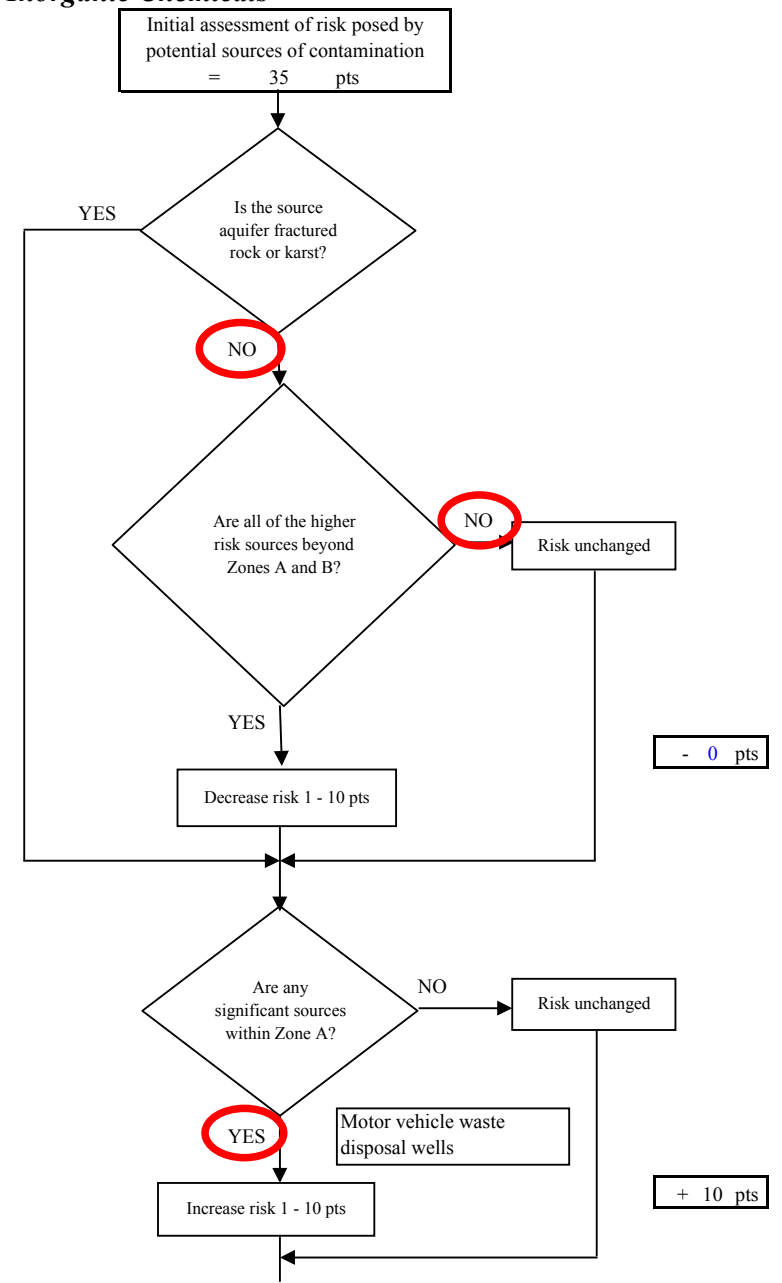 Inorganic Chemicals
Initial assessment of risk posed by
potential sources of contamination
= 35 pts
YES
Is the source
aquifer fractured
rock or karst?
NO
Are all of the higher
risk sources beyond
Zones A and B?
NO
Risk unchanged
YES
- 0 pts
Decrease risk 1 - 10 pts
Are any
significant sources
within Zone A?
NO
Risk unchanged
YES
Motor vehicle waste
disposal wells
+ 10 pts
Increase risk 1 - 10 pts